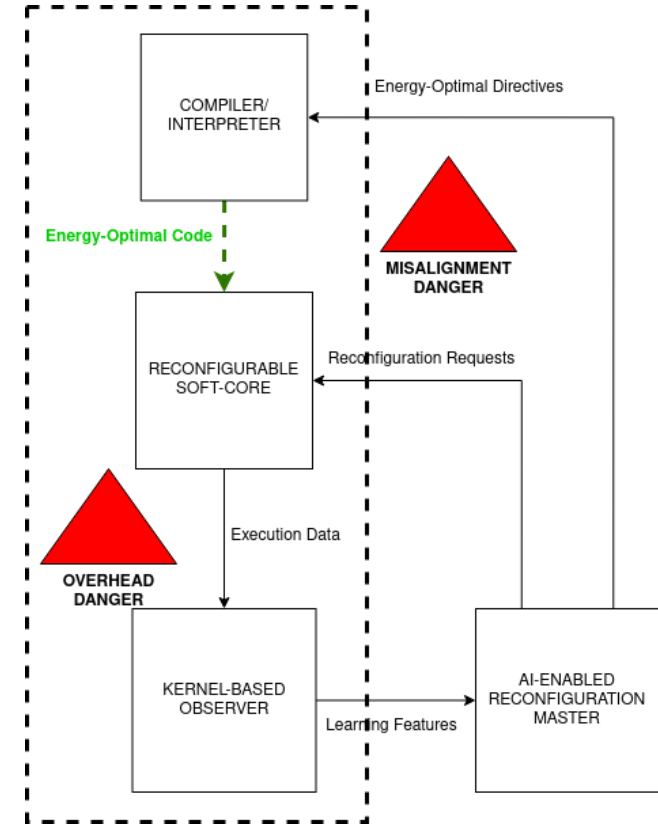 COMPILER/
INTERPRETER
Energy-Optimal Directives
Energy-Optimal Code
MISALIGNMENT
DANGER
RECONFIGURABLE
SOFT-CORE
Reconfiguration Requests
Execution Data
OVERHEAD
DANGER
KERNEL-BASED
OBSERVER
Learning Features
AI-ENABLED
RECONFIGURATION
MASTER